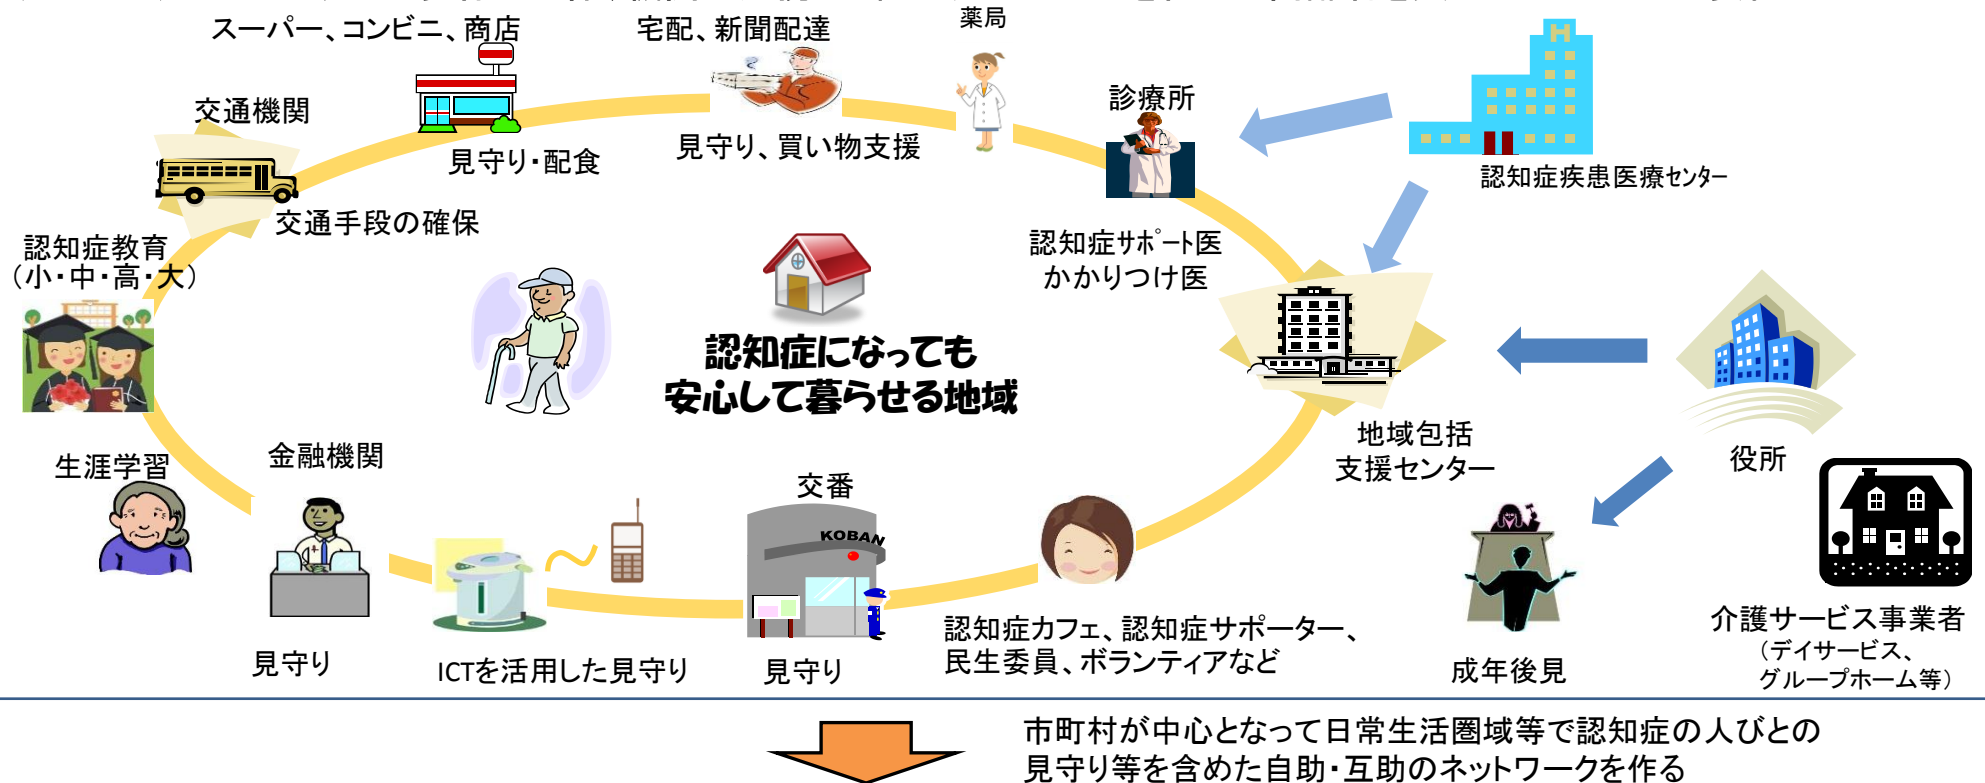 スーパー、コンビニ、商店
宅配、新聞配達
薬局
交通機関
見守り・配食
見守り、買い物支援
診療所
H
認知症疾患医療センター
交通手段の確保
認知症教育
（小・中・高・大）
認知症サポート医
かかりつけ医
認知症になっても
安心して暮らせる地域
地域包括
支援センター
役所
生涯学習
金融機関
交番
KOBAN
見守り
ICTを活用した見守り
見守り
認知症カフェ、認知症サポーター、
民生委員、ボランティアなど
成年後見
介護サービス事業者
（デイサービス、
グループホーム等）
市町村が中心となって日常生活圏域等で認知症の人びとの
見守り等を含めた自助・互助のネットワークを作る